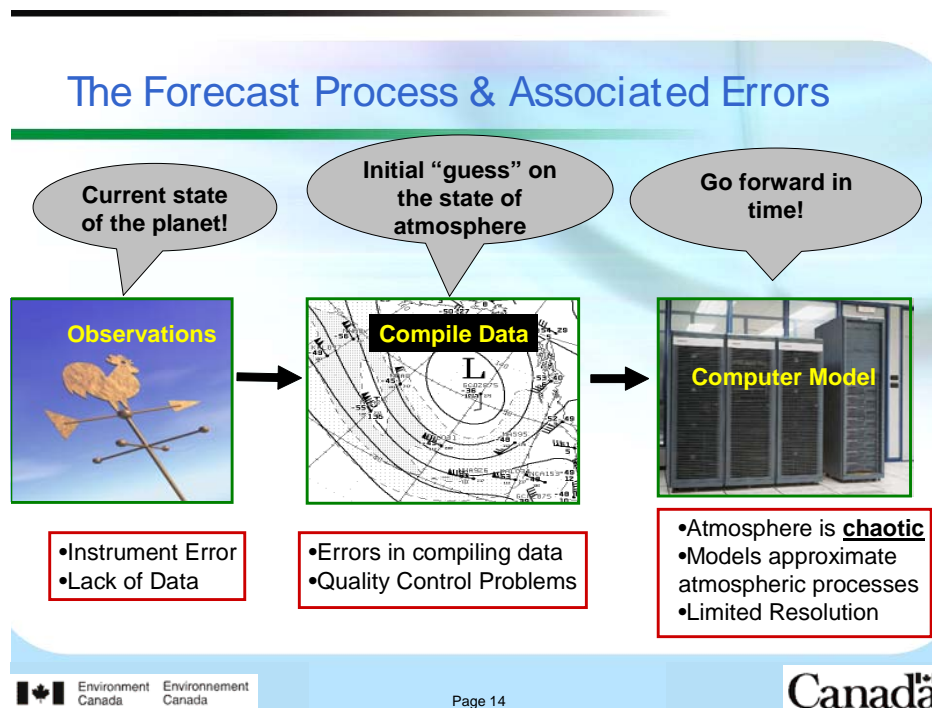 The Forecast Process & Associated Errors
Current state
of the planet!
Initial “guess” on
the state of
atmosphere
Go forward in
time!
Observations
Compile Data
L
Computer Model
•Instrument Error
•Lack of Data
•Errors in compiling data
•Quality Control Problems
•Atmosphere is chaotic
•Models approximate
atmospheric processes
•Limited Resolution
Environment
Canada
Environnement
Canada
Page 14
Canada